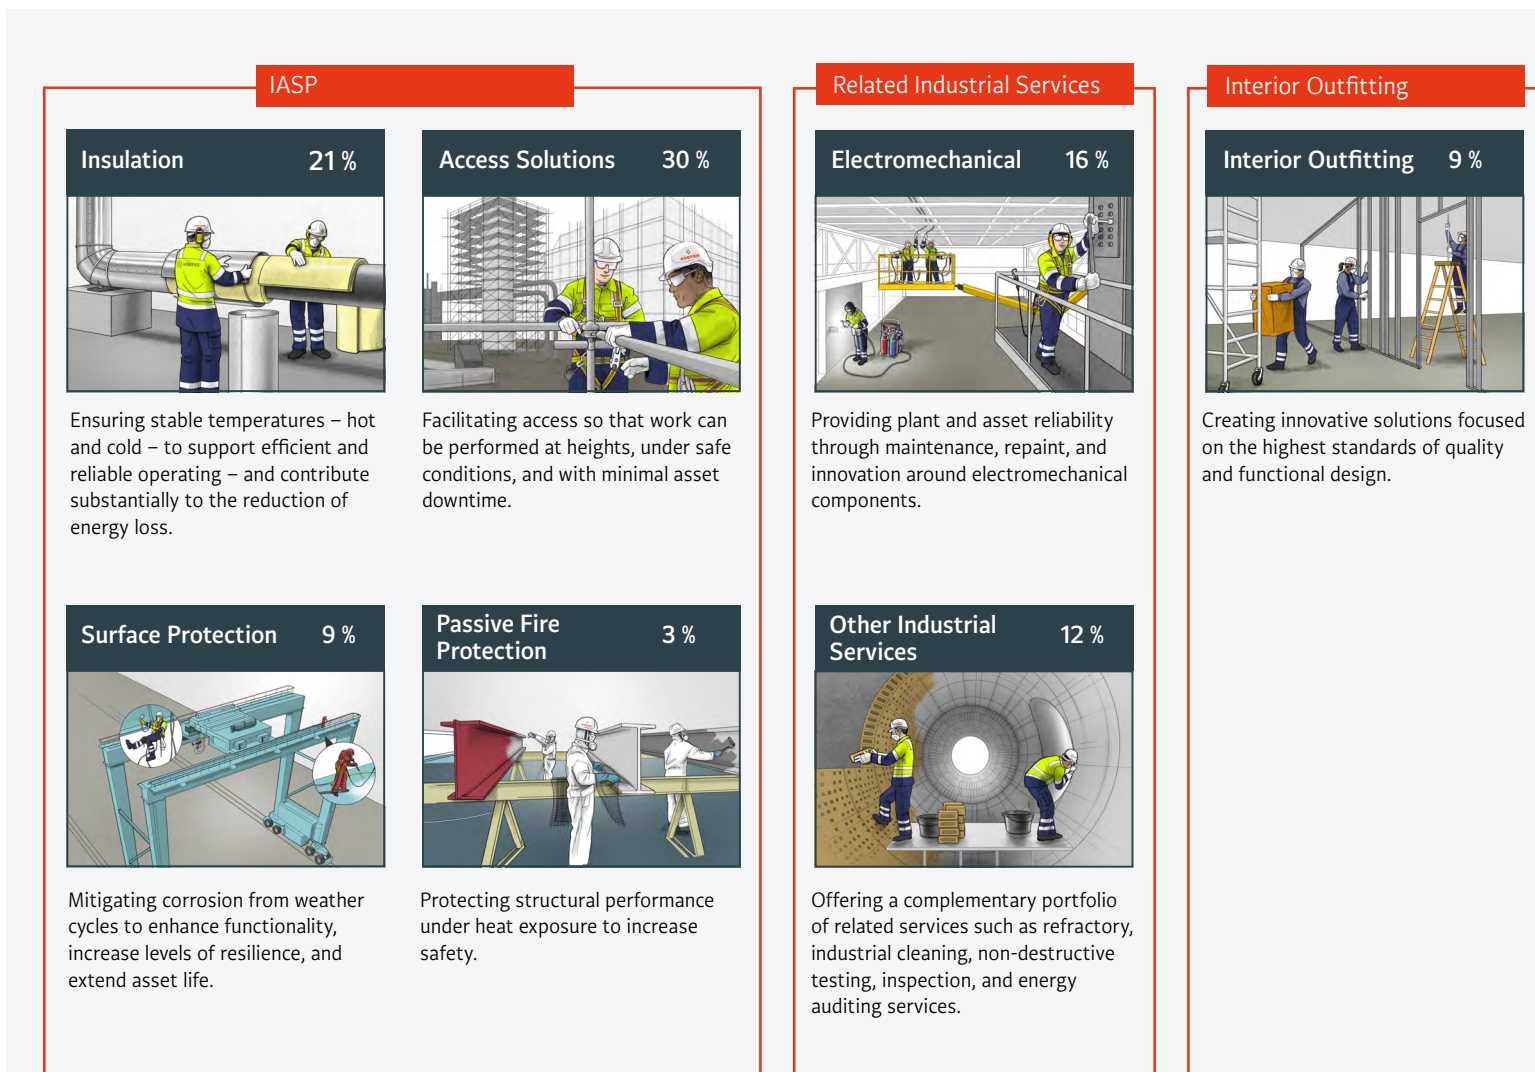 IASP
Insulation 21 %
Ensuring stable temperatures – hot
and cold – to support efficient and
reliable operating – and contribute
substantially to the reduction of
energy loss.
Access Solutions 30 %
Facilitating access so that work can
be performed at heights, under safe
conditions, and with minimal asset
downtime.
Surface Protection 9 %
Mitigating corrosion from weather
cycles to enhance functionality,
increase levels of resilience, and
extend asset life.
Passive Fire
Protection 3 %
Protecting structural performance
under heat exposure to increase
safety.
Related Industrial Services
Electromechanical 16 %
Providing plant and asset reliability
through maintenance, repaint, and
innovation around electromechanical
components.
Other Industrial
Services 12 %
Offering a complementary portfolio
of related services such as refractory,
industrial cleaning, non-destructive
testing, inspection, and energy
auditing services.
Interior Outfitting
Interior Outfitting 9 %
Creating innovative solutions focused
on the highest standards of quality
and functional design.